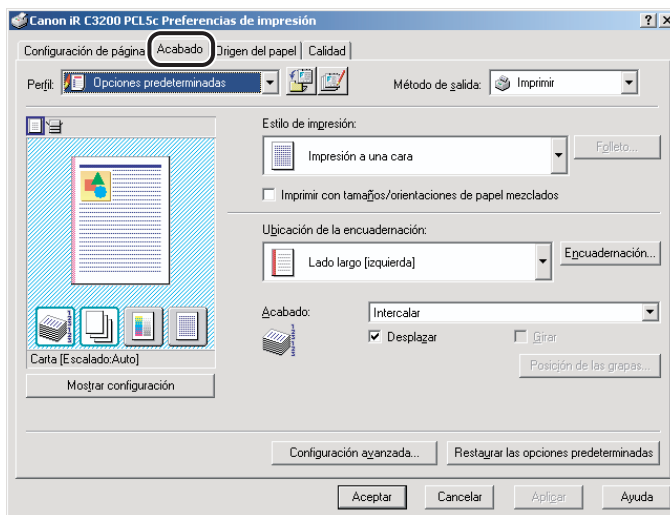 Canon iR C3200 PCL5c Preferencias de impresión
Configuración de página Acabado Origen del papel Calidad
Perfil: Opciones predeterminadas Método de salida: Imprimir
Estilo de impresión:
Impresión a una cara Folleto...
Imprimir con tamaños/orientaciones de papel mezclados
Ubicación de la encuadernación:
Lado largo [izquierda] Encuadernación...
Acabado: Intercalar
Desplazar Girar
Posición de las grapas...
Carta [Escalado:Auto]
Mostrar configuración
Configuración avanzada... Restaurar las opciones predeterminadas
Aceptar Cancelar Aplicar Ayuda